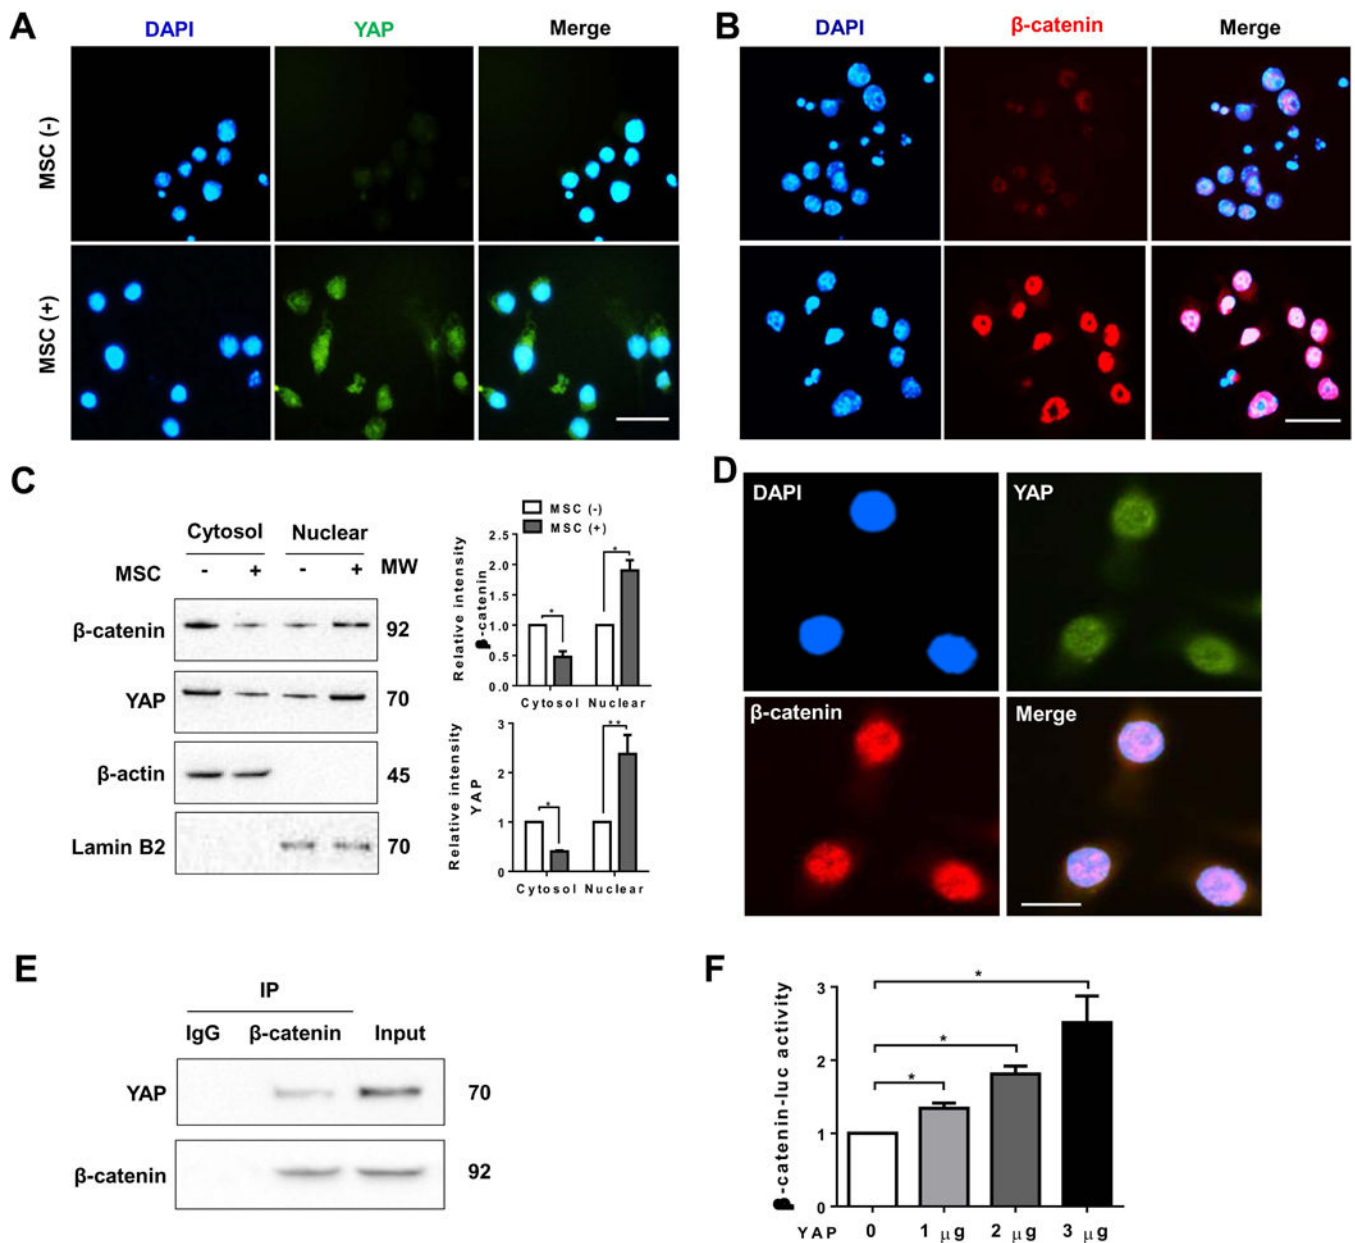 A
DAPI
YAP
Merge
MSC (-)
MSC (+)
B
DAPI
β-catenin
Merge
C
Cytosol
Nuclear
MSC
-
+
-
+
MW
β-catenin
92
YAP
70
β-actin
45
Lamin B2
70
MSC (-)
MSC (+)
Relative intensity
β-catenin
2.5
2.0
1.5
1.0
0.5
0.0
*
*
Cytosol
Nuclear
Relative intensity
YAP
3
2
1
0
*
**
Cytosol
Nuclear
D
DAPI
YAP
β-catenin
Merge
E
IP
IgG
β-catenin
Input
YAP
70
β-catenin
92
F
β-catenin-luc activity
3
2
1
0
*
*
*
YAP
0
1 μg
2 μg
3 μg